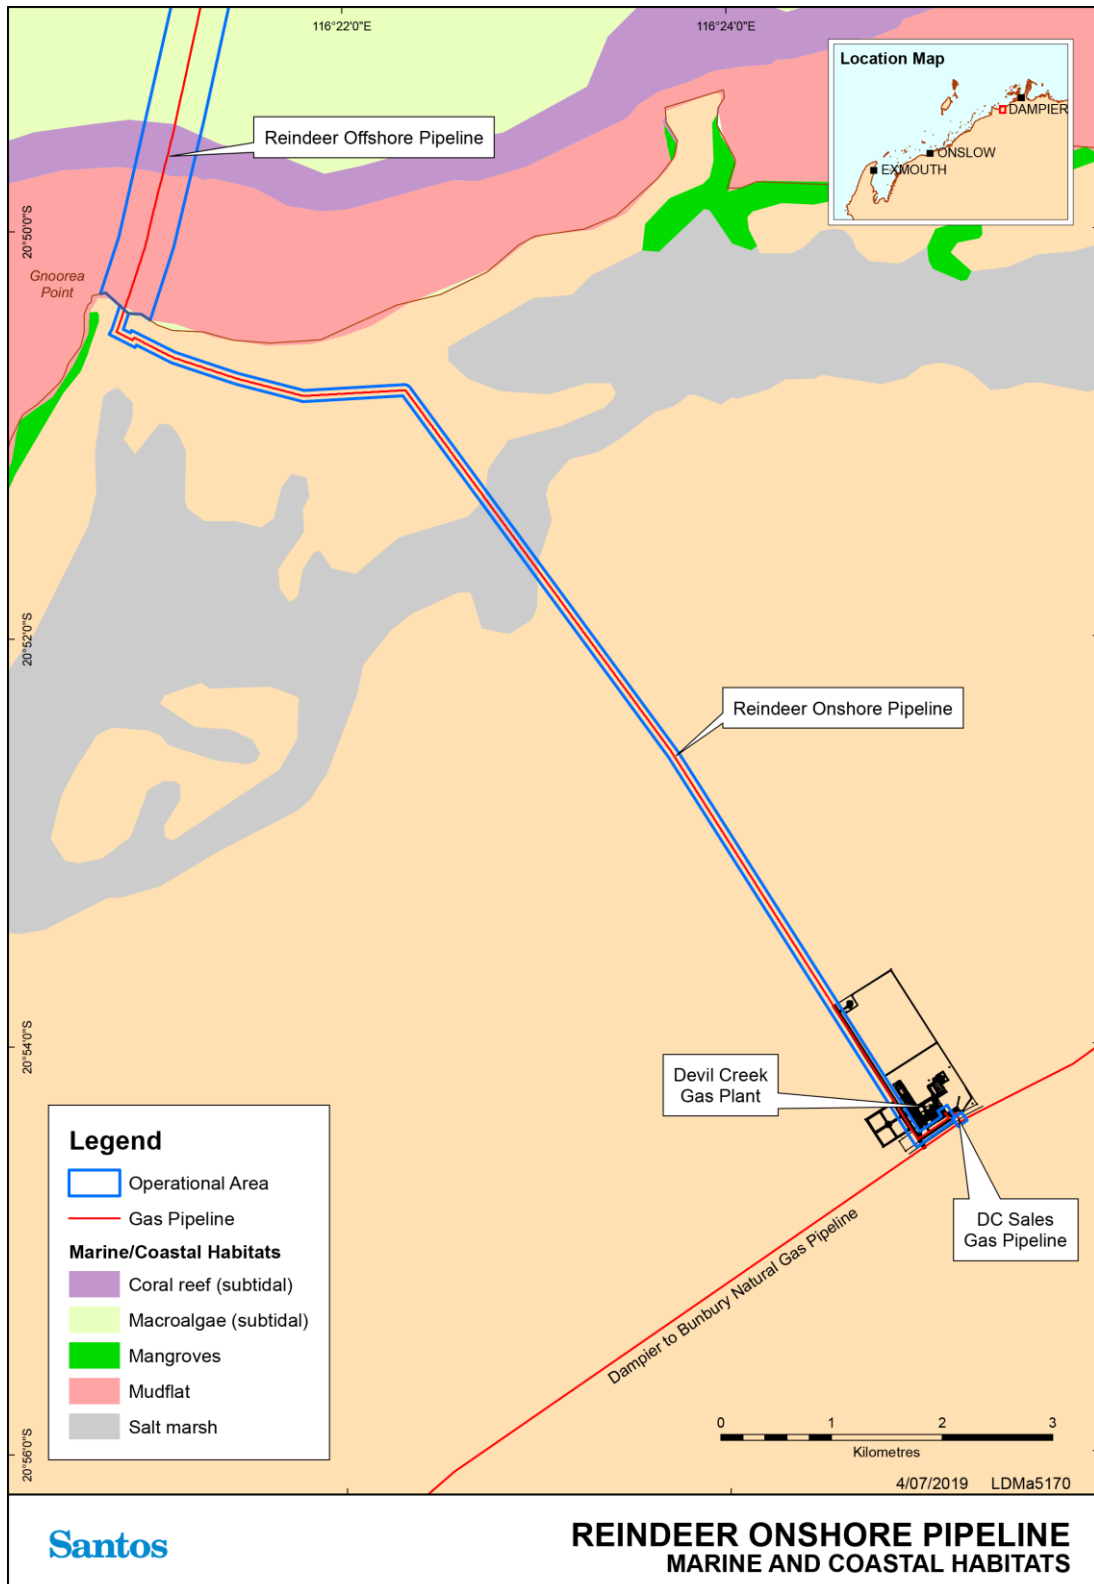 116°22'0"E
116°24'0"E
Location Map
DAMPIER
ONSLOW
EXMOUTH
Reindeer Offshore Pipeline
20°50'0"S
Gnoorea
Point
20°52'0"S
Reindeer Onshore Pipeline
20°54'0"S
Devil Creek
Gas Plant
DC Sales
Gas Pipeline
Dampier to Bunbury Natural Gas Pipeline
Legend
Operational Area
Gas Pipeline
Marine/Coastal Habitats
Coral reef (subtidal)
Macroalgae (subtidal)
Mangroves
Mudflat
Salt marsh
20°56'0"S
0 1 2 3
Kilometres
4/07/2019 LDMa5170
Santos
REINDEER ONSHORE PIPELINE
MARINE AND COASTAL HABITATS